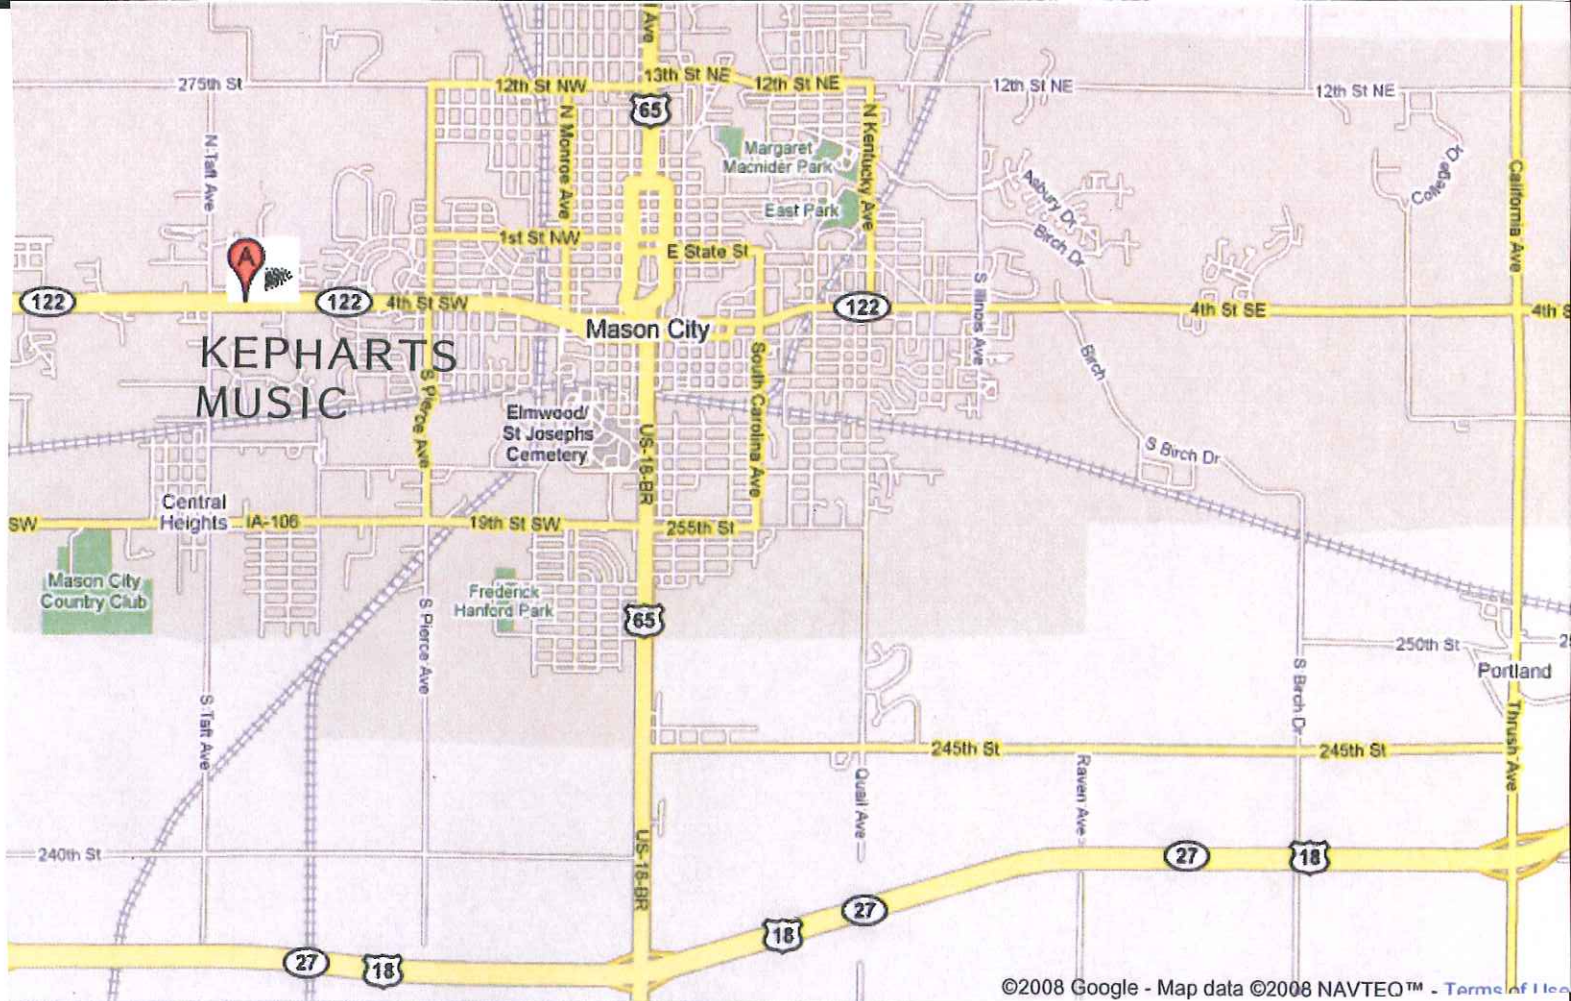 Ave
275th St
12th St NW
13th St NE
12th St NE
12th St NE
12th St NE
65
N Taft Ave
N Monroe Ave
Margaret
Macnider Park
N Kentucky Ave
East Park
Asbury Dr
Birch Dr
College Dr
California Ave
1st St NW
E State St
A
122
122
4th St SW
Mason City
122
S Illinois Ave
4th St SE
4th S
KEPHARTS
MUSIC
S Pierce Ave
South Carolina Ave
Birch
Elmwood/
St Josephs
Cemetery
US-18-BR
S Birch Dr
Central
Heights
SW
IA-106
19th St SW
255th St
Mason City
Country Club
Frederick
Hanford Park
65
S Pierce Ave
250th St
Portland
S Birch Dr
S Taft Ave
245th St
245th St
Thrush Ave
Quail Ave
Raven Ave
240th St
US-18-BR
27
18
27
18
27
18
©2008 Google - Map data ©2008 NAVTEQ™ - Terms of Use